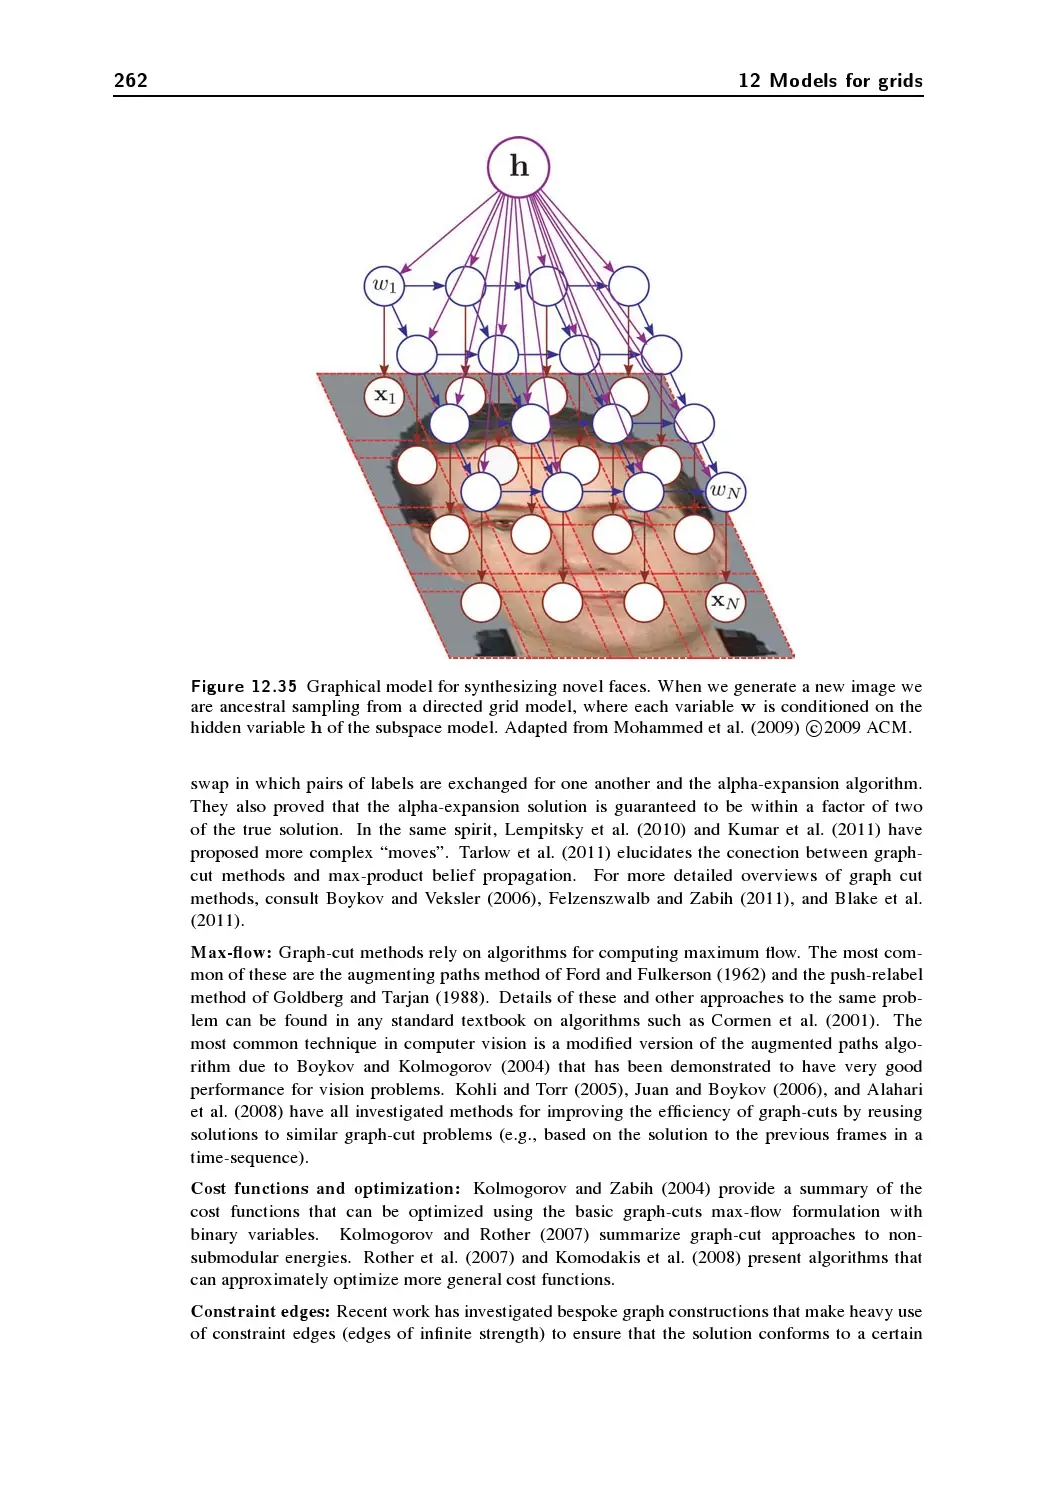 262
12 Models for grids
h
w1
x1
wN
xN
Figure 12.35 Graphical model for synthesizing novel faces. When we generate a new image we
are ancestral sampling from a directed grid model, where each variable w is conditioned on the
hidden variable h of the subspace model. Adapted from Mohammed et al. (2009) ©2009 ACM.
swap in which pairs of labels are exchanged for one another and the alpha-expansion algorithm.
They also proved that the alpha-expansion solution is guaranteed to be within a factor of two
of the true solution. In the same spirit, Lempitsky et al. (2010) and Kumar et al. (2011) have
proposed more complex “moves”. Tarlow et al. (2011) elucidates the conection between graph-
cut methods and max-product belief propagation. For more detailed overviews of graph cut
methods, consult Boykov and Veksler (2006), Felzenszwalb and Zabih (2011), and Blake et al.
(2011).
Max-flow: Graph-cut methods rely on algorithms for computing maximum flow. The most com-
mon of these are the augmenting paths method of Ford and Fulkerson (1962) and the push-relabel
method of Goldberg and Tarjan (1988). Details of these and other approaches to the same prob-
lem can be found in any standard textbook on algorithms such as Cormen et al. (2001). The
most common technique in computer vision is a modified version of the augmented paths algo-
rithm due to Boykov and Kolmogorov (2004) that has been demonstrated to have very good
performance for vision problems. Kohli and Torr (2005), Juan and Boykov (2006), and Alahari
et al. (2008) have all investigated methods for improving the efficiency of graph-cuts by reusing
solutions to similar graph-cut problems (e.g., based on the solution to the previous frames in a
time-sequence).
Cost functions and optimization: Kolmogorov and Zabih (2004) provide a summary of the
cost functions that can be optimized using the basic graph-cuts max-flow formulation with
binary variables. Kolmogorov and Rother (2007) summarize graph-cut approaches to non-
submodular energies. Rother et al. (2007) and Komodakis et al. (2008) present algorithms that
can approximately optimize more general cost functions.
Constraint edges: Recent work has investigated bespoke graph constructions that make heavy use
of constraint edges (edges of infinite strength) to ensure that the solution conforms to a certain